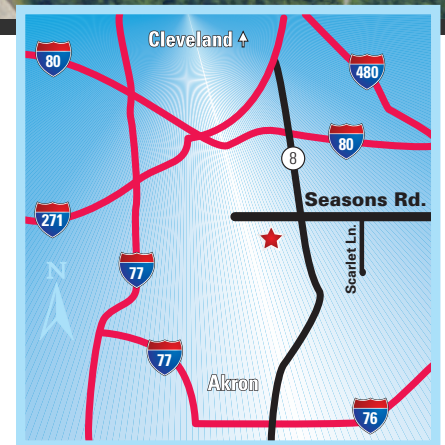 Cleveland
80
480
80
8
Seasons Rd.
271
Scarlet Ln.
N
77
77
Akron
76